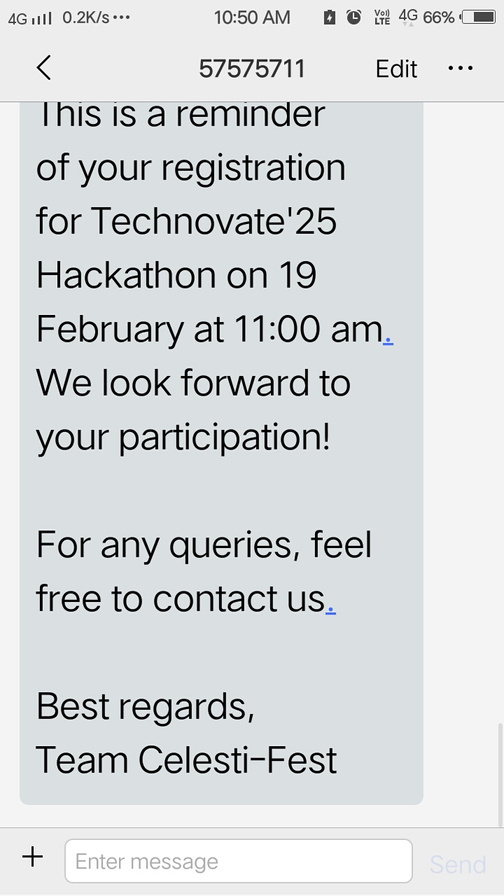 4G 0.2K/s ••• 10:50 AM Vo) LTE 4G 66%
57575711 Edit •••
This is a reminder
of your registration
for Technovate'25
Hackathon on 19
February at 11:00 am.
We look forward to
your participation!
For any queries, feel
free to contact us.
Best regards,
Team Celesti-Fest
+ Enter message Send